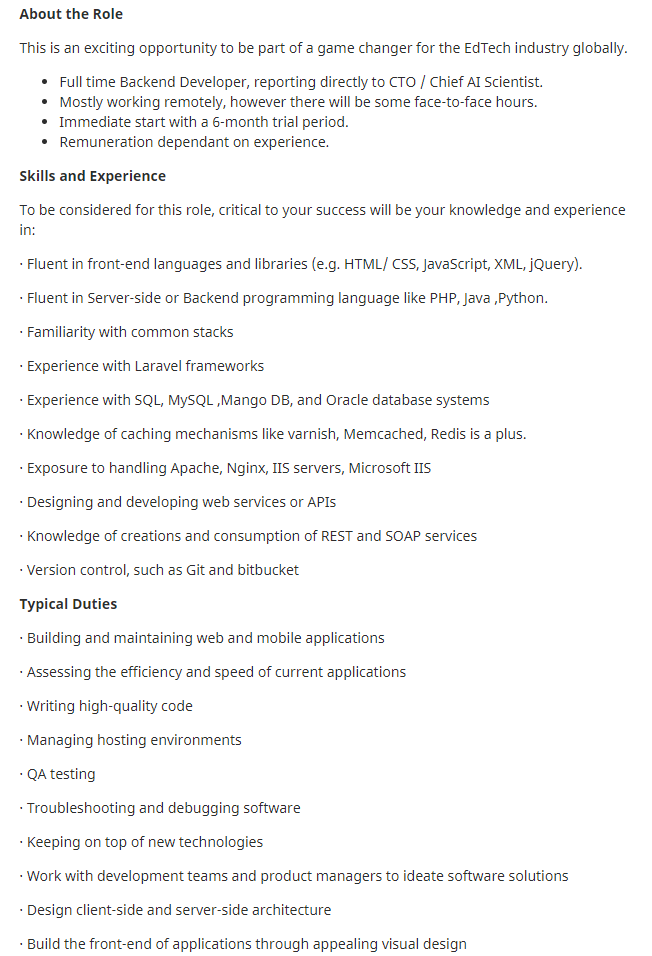 About the Role
This is an exciting opportunity to be part of a game changer for the EdTech industry globally.
• Full time Backend Developer, reporting directly to CTO / Chief AI Scientist.
• Mostly working remotely, however there will be some face-to-face hours.
• Immediate start with a 6-month trial period.
• Remuneration dependant on experience.
Skills and Experience
To be considered for this role, critical to your success will be your knowledge and experience
in:
· Fluent in front-end languages and libraries (e.g. HTML/ CSS, JavaScript, XML, jQuery).
· Fluent in Server-side or Backend programming language like PHP, Java ,Python.
· Familiarity with common stacks
· Experience with Laravel frameworks
· Experience with SQL, MySQL ,Mango DB, and Oracle database systems
· Knowledge of caching mechanisms like varnish, Memcached, Redis is a plus.
· Exposure to handling Apache, Nginx, IIS servers, Microsoft IIS
· Designing and developing web services or APIs
· Knowledge of creations and consumption of REST and SOAP services
· Version control, such as Git and bitbucket
Typical Duties
· Building and maintaining web and mobile applications
· Assessing the efficiency and speed of current applications
· Writing high-quality code
· Managing hosting environments
· QA testing
· Troubleshooting and debugging software
· Keeping on top of new technologies
· Work with development teams and product managers to ideate software solutions
· Design client-side and server-side architecture
· Build the front-end of applications through appealing visual design